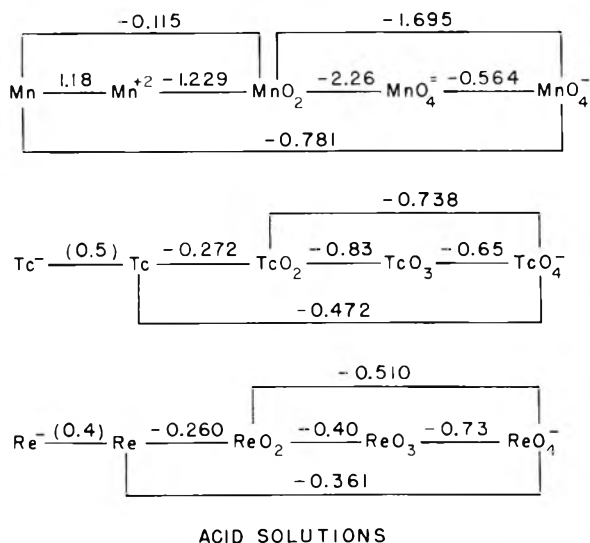 -0.115 -1.695
Mn 1.18 Mn+2 -1.229 MnO2 -2.26 MnO4= -0.564 MnO4-
-0.781
-0.738
Tc- (0.5) Tc -0.272 TcO2 -0.83 TcO3 -0.65 TcO4-
-0.472
-0.510
Re- (0.4) Re -0.260 ReO2 -0.40 ReO3 -0.73 ReO4-
-0.361
ACID SOLUTIONS